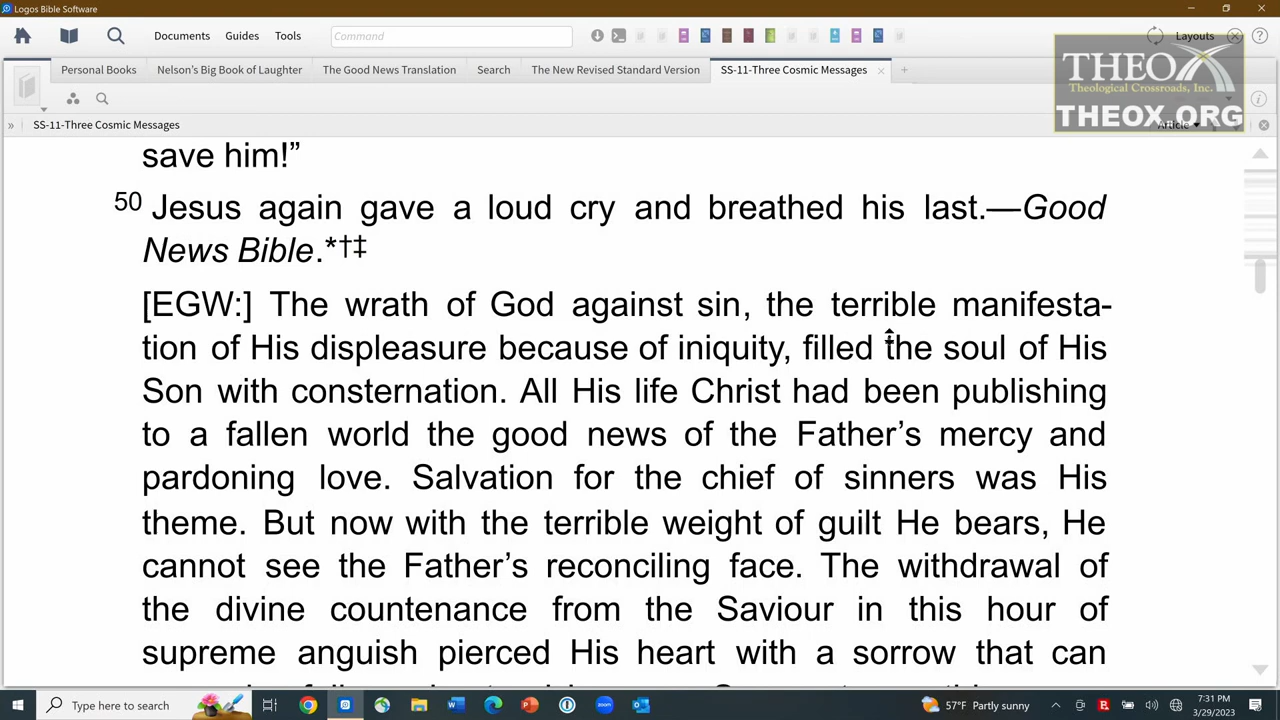 Logos Bible Software
Documents Guides Tools Command Layouts
Personal Books Nelson's Big Book of Laughter The Good News Translation Search The New Revised Standard Version SS-11-Three Cosmic Messages
THEOX
Theological Crossroads, Inc.
THEOX.ORG
SS-11-Three Cosmic Messages Article
save him!”
50 Jesus again gave a loud cry and breathed his last.—Good
News Bible.*†‡
[EGW:] The wrath of God against sin, the terrible manifesta-
tion of His displeasure because of iniquity, filled the soul of His
Son with consternation. All His life Christ had been publishing
to a fallen world the good news of the Father’s mercy and
pardoning love. Salvation for the chief of sinners was His
theme. But now with the terrible weight of guilt He bears, He
cannot see the Father’s reconciling face. The withdrawal of
the divine countenance from the Saviour in this hour of
supreme anguish pierced His heart with a sorrow that can
Type here to search 57°F Partly sunny 7:31 PM
3/29/2023